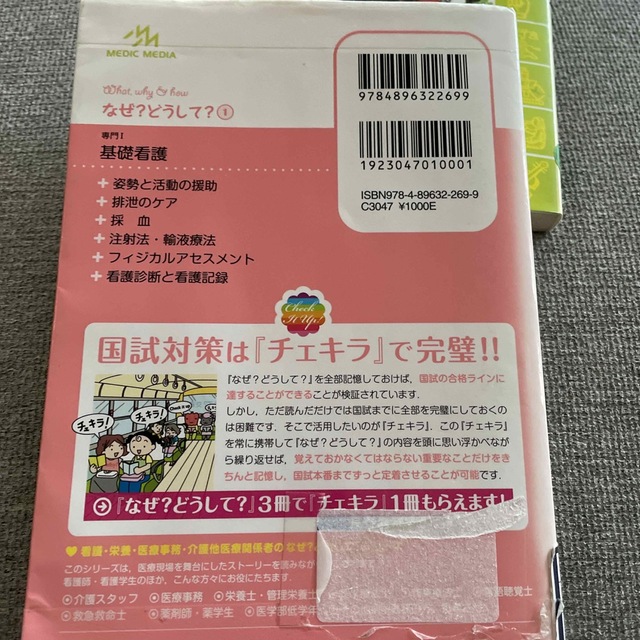 MEDIC MEDIA
What, why & how
なぜ?どうして?①
専門Ⅰ
基礎看護
+ 姿勢と活動の援助
+ 排泄のケア
+ 採 血
+ 注射法・輸液療法
+ フィジカルアセスメント
+ 看護診断と看護記録
9784896322699
1923047010001
ISBN978-4-89632-269-9
C3047 ¥1000E
Check
It Up!
国試対策は『チェキラ』で完璧!!
チェキラ!
チェキラ!
『なぜ?どうして?』を全部記憶しておけば、国試の合格ラインに
達することができることが検証されています。
しかし、ただ読んだだけでは国試までに全部を完璧にしておくの
は困難です。そこで活用したいのが『チェキラ』。この『チェキラ』
を常に携帯して『なぜ?どうして?』の内容を頭に思い浮かべなが
ら繰り返せば、覚えておかなくてはならない重要なことだけをき
ちんと記憶し、国試本番までずっと定着させることが可能です。
『なぜ?どうして?』3冊で『チェキラ』1冊もらえます!
♥ 看護・栄養・医療事務・介護他医療関係者のなぜ?
このシリーズは、医療現場を舞台にしたストーリーを読みなが
看護師・看護学生のほか、こんな方々にお役にたちます。
◎介護スタッフ ◎医療事務 ◎栄養士・管理栄養士
語聴覚士
◎救急救命士 ◎薬剤師・薬学生 ◎医学部低学年